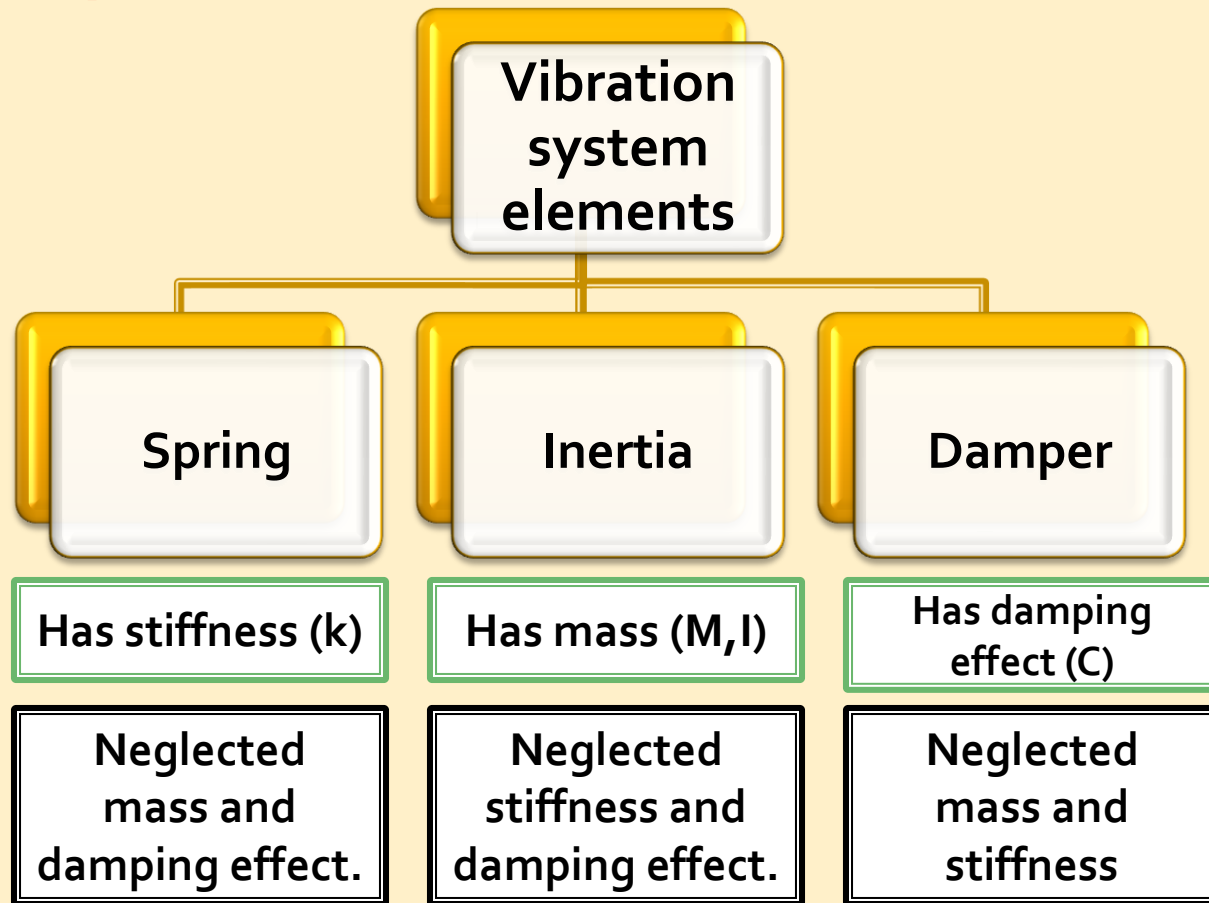 Vibration
system
elements
Spring
Inertia
Damper
Has stiffness (k)
Has mass (M,I)
Has damping
effect (C)
Neglected
mass and
damping effect.
Neglected
stiffness and
damping effect.
Neglected
mass and
stiffness